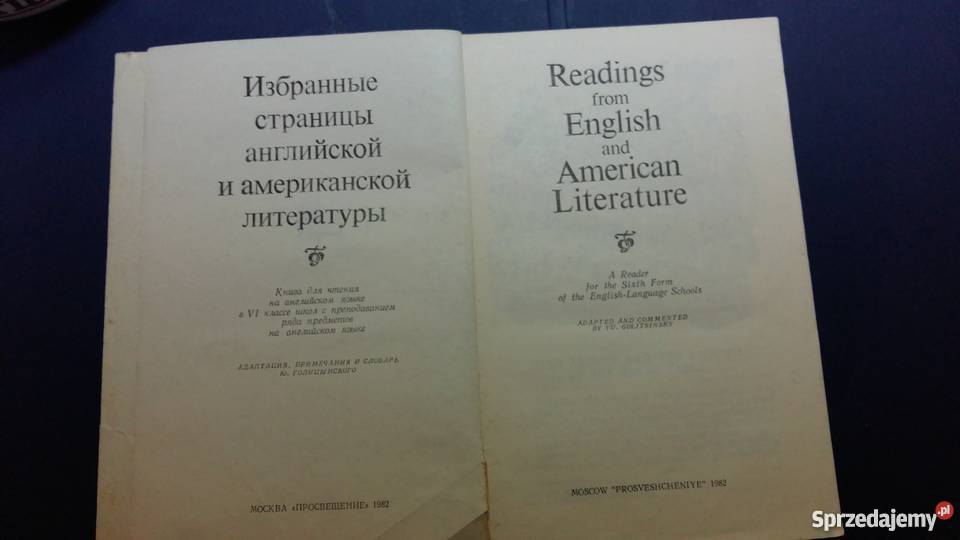 Избранные
страницы
английской
и американской
литературы
Книга для чтения
на английском языке
в VI классе школ с преподаванием
ряда предметов
на английском языке
АДАПТАЦИЯ, ПРИМЕЧАНИЯ И СЛОВАРЬ
Ю. ГОЛИЦЫНСКОГО
МОСКВА «ПРОСВЕЩЕНИЕ» 1982
Readings
from
English
and
American
Literature
A Reader
for the Sixth Form
of the English-Language Schools
ADAPTED AND COMMENTED
BY YU. GOLITSINSKY
MOSCOW "PROSVESHCHENIYE" 1982
Sprzedajemy.pl